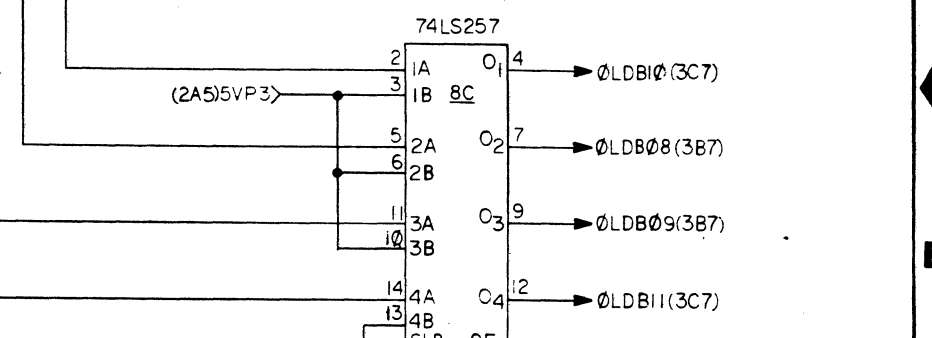 74LS257
2 1A O1 4 ØLDB1Ø(3C7)
(2A5)5VP3 3 1B 8C
5 2A O2 7 ØLDBØ8(3B7)
6 2B
11 3A O3 9 ØLDBØ9(3B7)
1Ø 3B
14 4A O4 12 ØLDB11(3C7)
13 4B